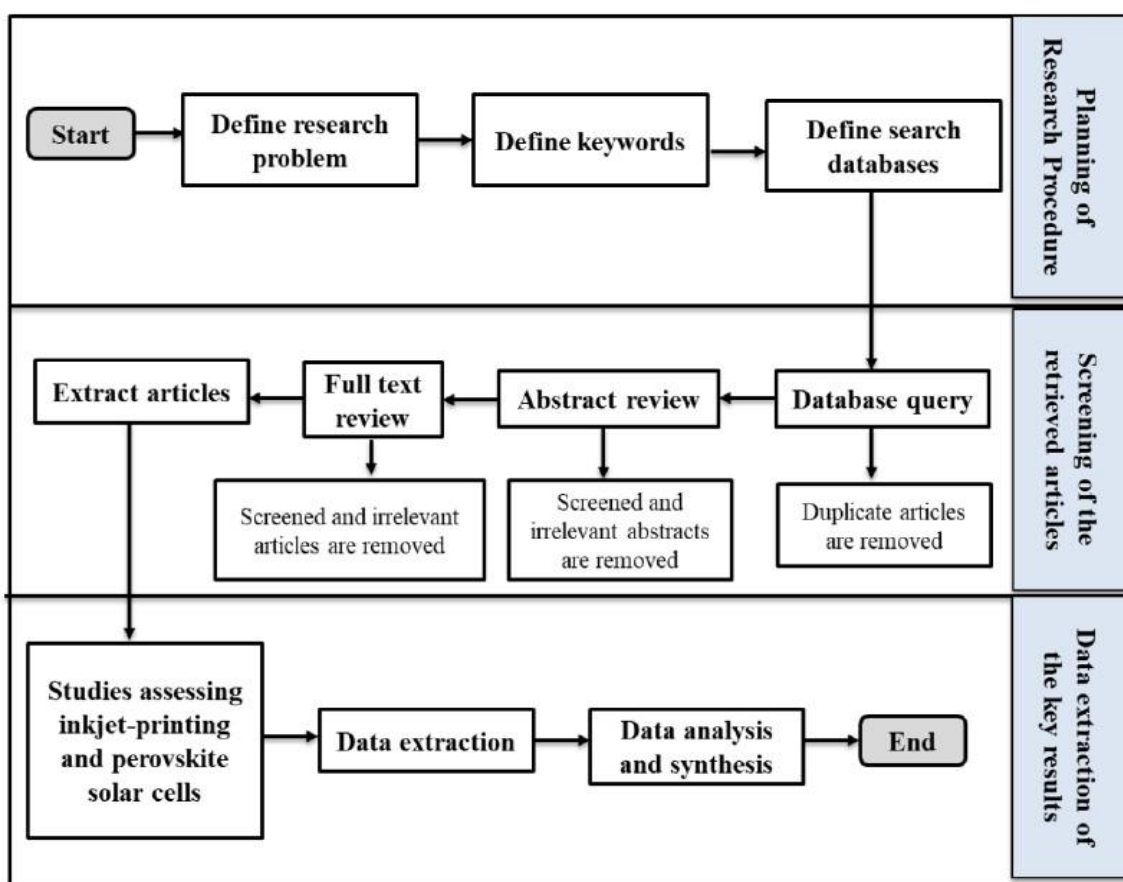 Start
Define research
problem
Define keywords
Define search
databases
Planning of
Research Procedure
Extract articles
Full text
review
Abstract review
Database query
Screened and irrelevant
articles are removed
Screened and
irrelevant abstracts
are removed
Duplicate articles
are removed
Screening of the
retrieved articles
Studies assessing
inkjet-printing
and perovskite
solar cells
Data extraction
Data analysis
and synthesis
End
Data extraction of
the key results